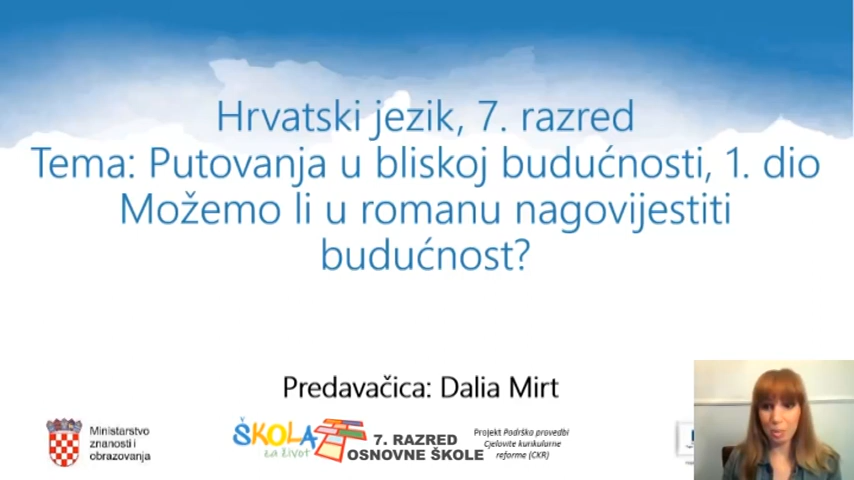 Hrvatski jezik, 7. razred
Tema: Putovanja u bliskoj budućnosti, 1. dio
Možemo li u romanu nagovijestiti
budućnost?
Predavačica: Dalia Mirt
Ministarstvo
znanosti i
obrazovanja
ŠKOLA
za život
7. RAZRED
OSNOVNE ŠKOLE
Projekt Podrška provedbi
Cjelovite kurikularne
reforme (CKR)